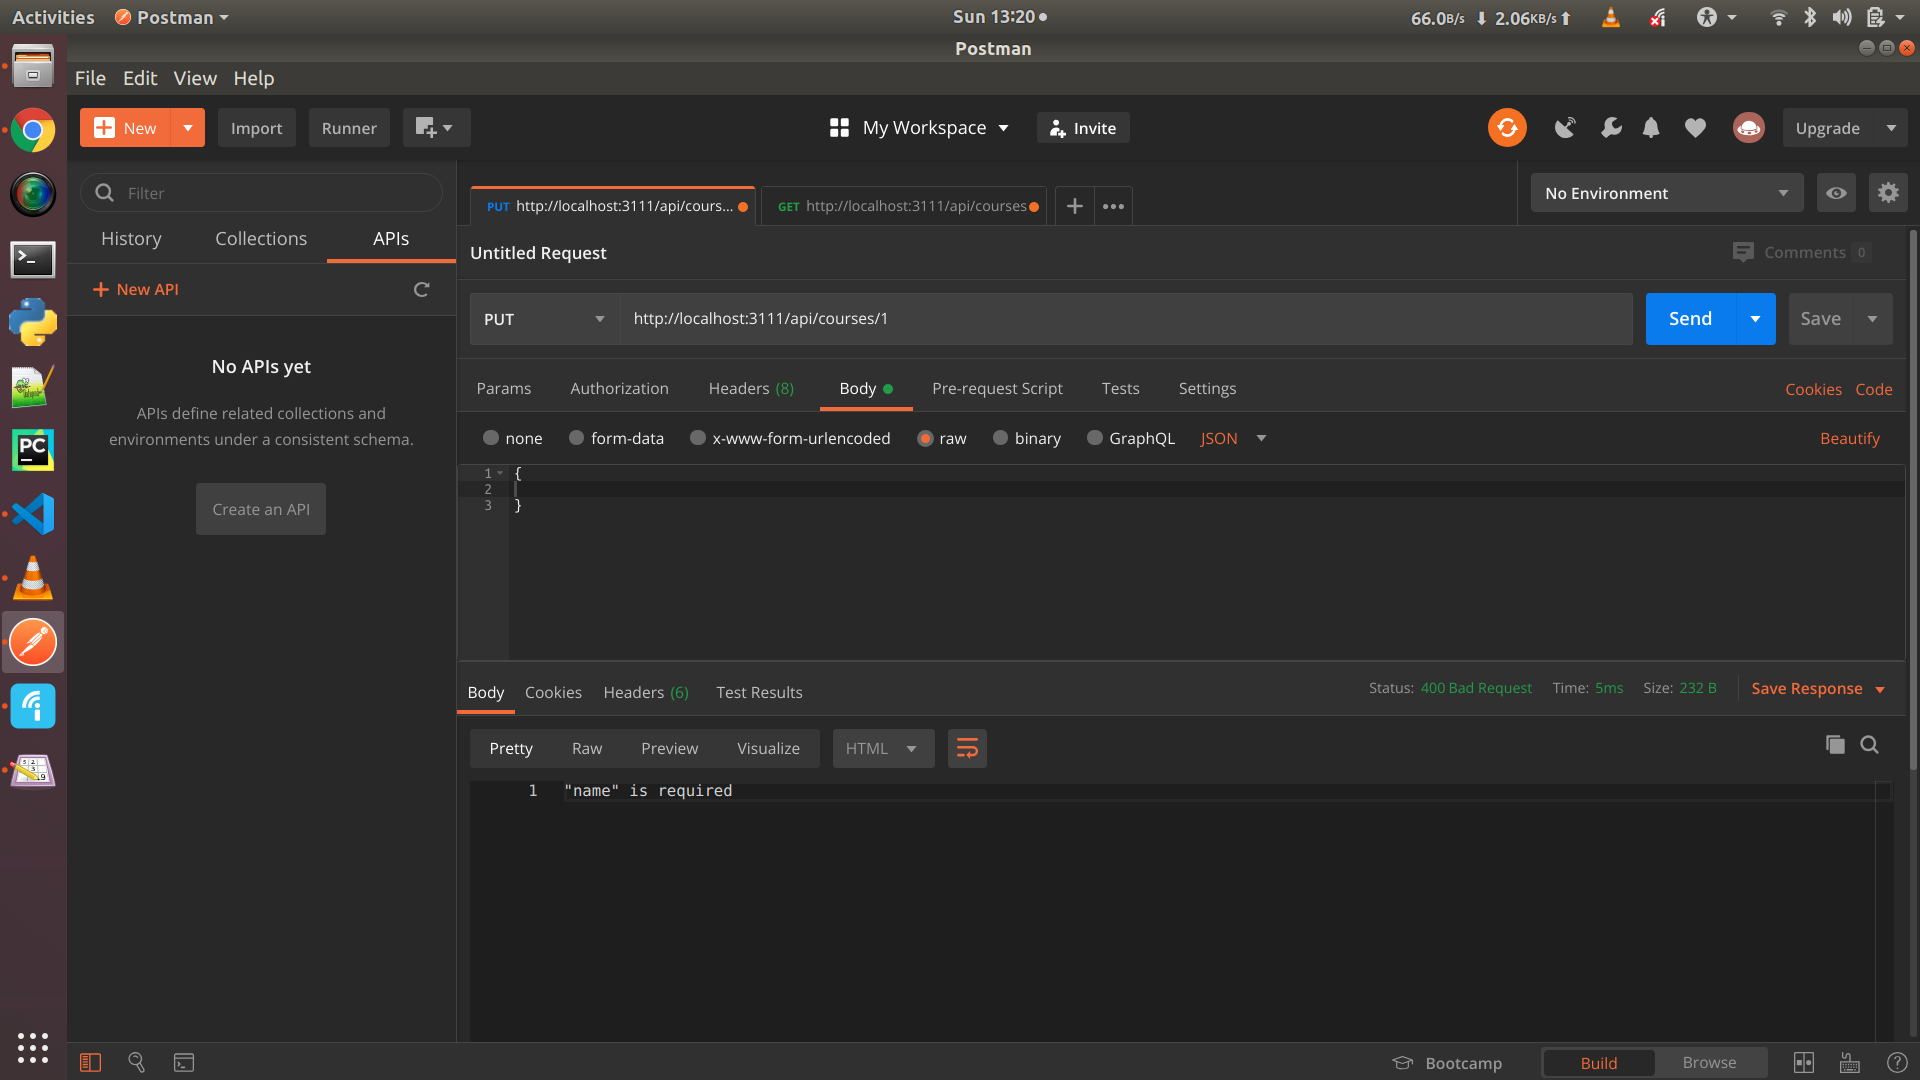 Activities Postman Sun 13:20 66.0B/s 2.06KB/s
Postman
File Edit View Help
New Import Runner My Workspace Invite Upgrade
Filter
PUT http://localhost:3111/api/cours... GET http://localhost:3111/api/courses No Environment
History Collections APIs
Untitled Request Comments 0
New API
PUT http://localhost:3111/api/courses/1 Send Save
No APIs yet
APIs define related collections and
environments under a consistent schema.
Create an API
Params Authorization Headers (8) Body Pre-request Script Tests Settings Cookies Code
none form-data x-www-form-urlencoded raw binary GraphQL JSON Beautify
1 {
2
3 }
Body Cookies Headers (6) Test Results Status: 400 Bad Request Time: 5ms Size: 232 B Save Response
Pretty Raw Preview Visualize HTML
1 "name" is required
PC
Bootcamp Build Browse